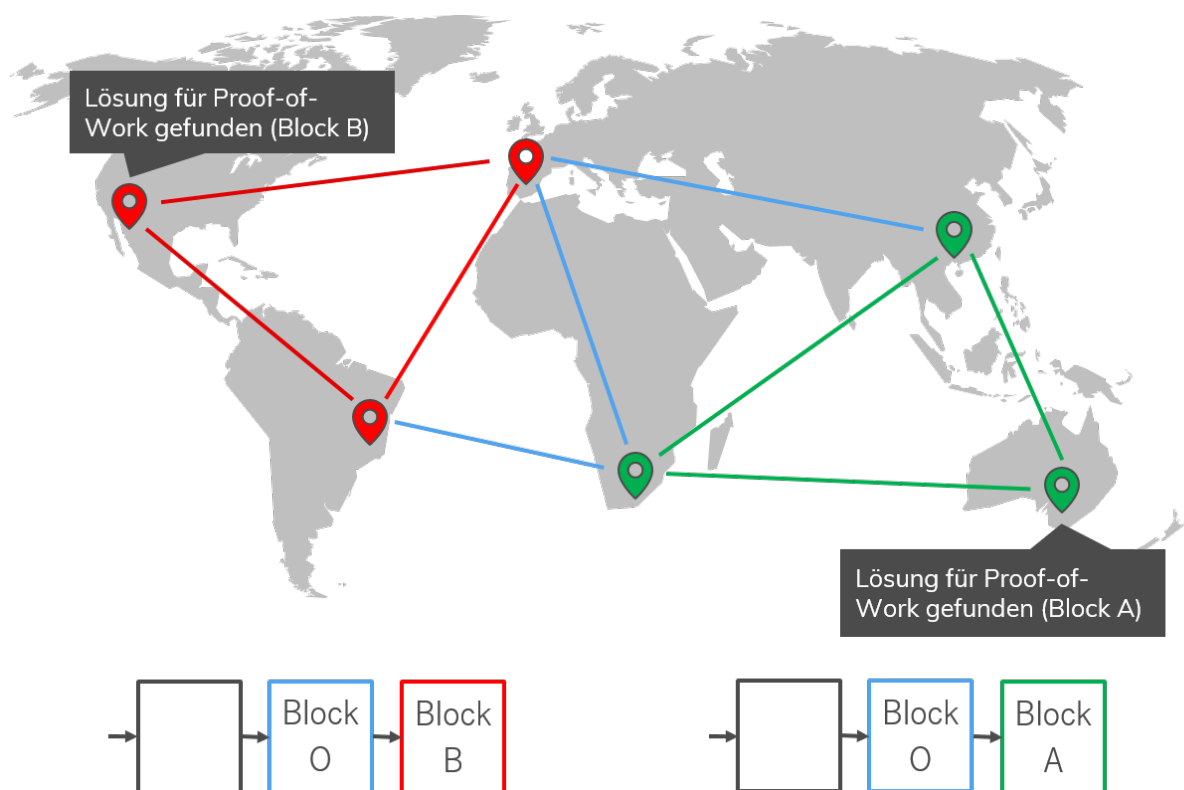 Lösung für Proof-of-
Work gefunden (Block B)
Lösung für Proof-of-
Work gefunden (Block A)
Block
O
Block
B
Block
O
Block
A